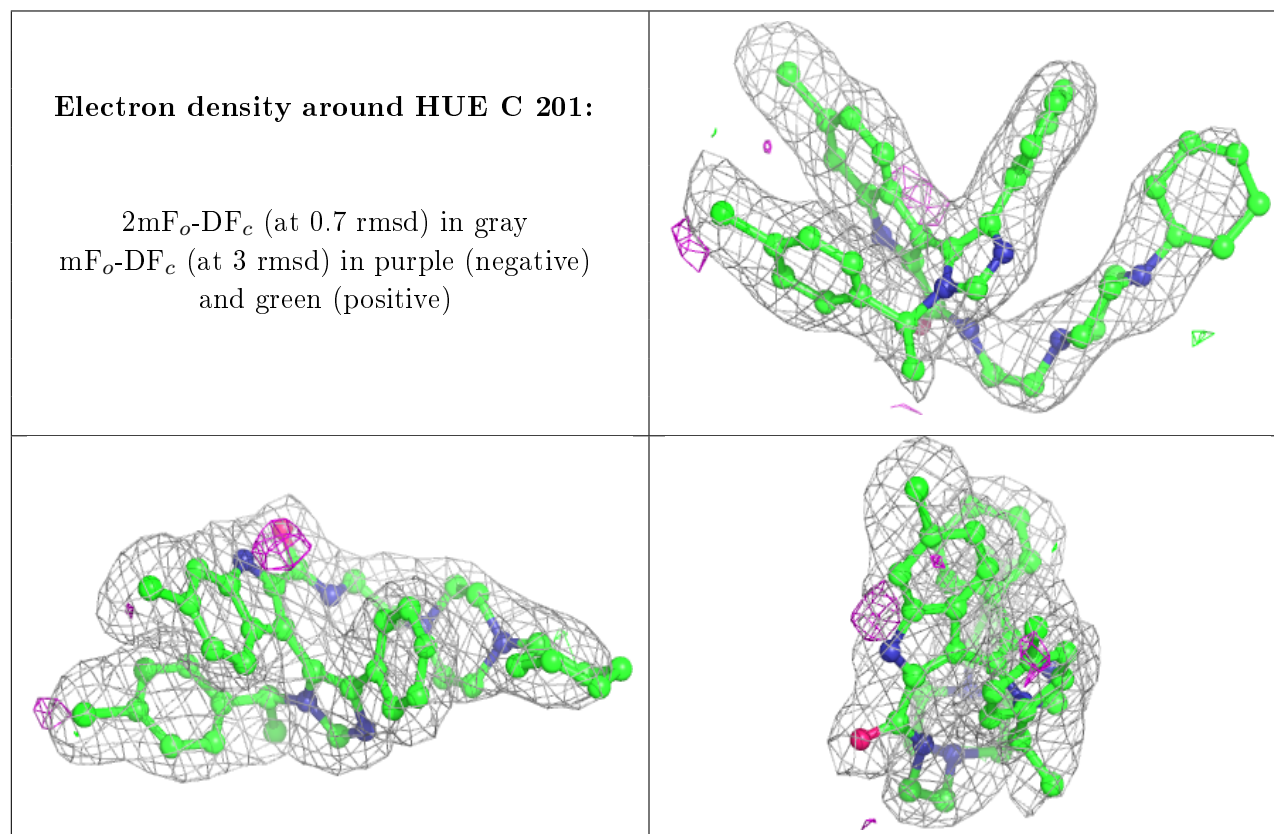 Electron density around HUE C 201:
2mFo-DFc (at 0.7 rmsd) in gray
mFo-DFc (at 3 rmsd) in purple (negative)
and green (positive)